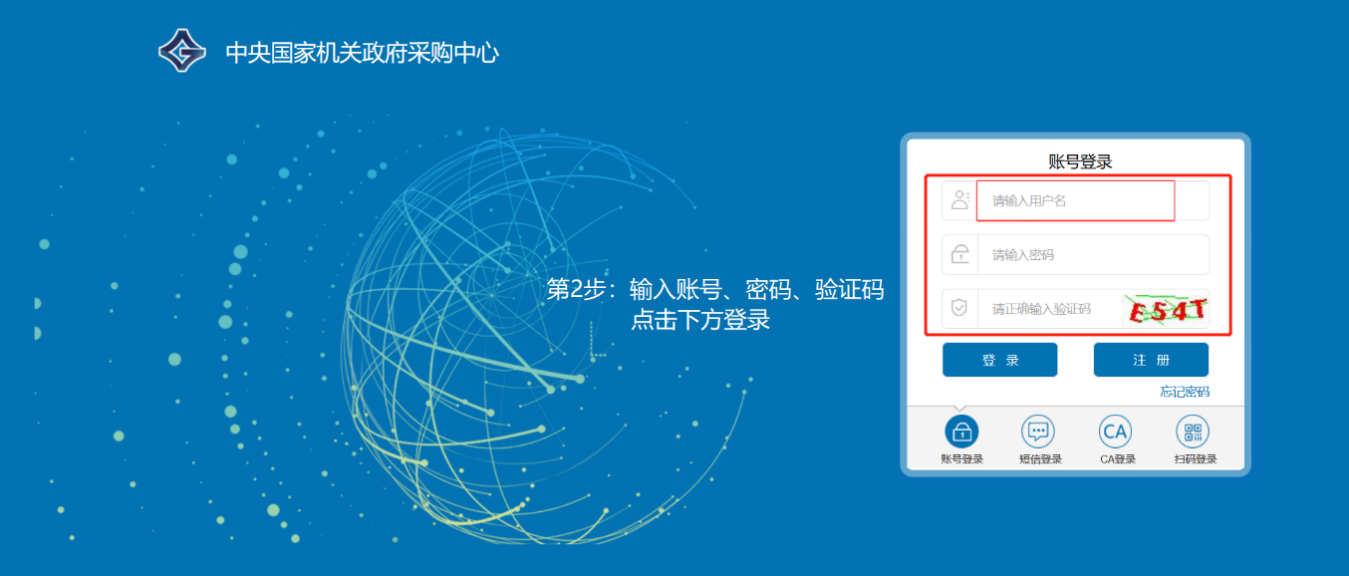 中央国家机关政府采购中心
第2步：输入账号、密码、验证码
点击下方登录
账号登录
请输入用户名
请输入密码
请正确输入验证码 E54T
登 录 注 册
忘记密码
CA
账号登录 短信登录 CA登录 扫码登录